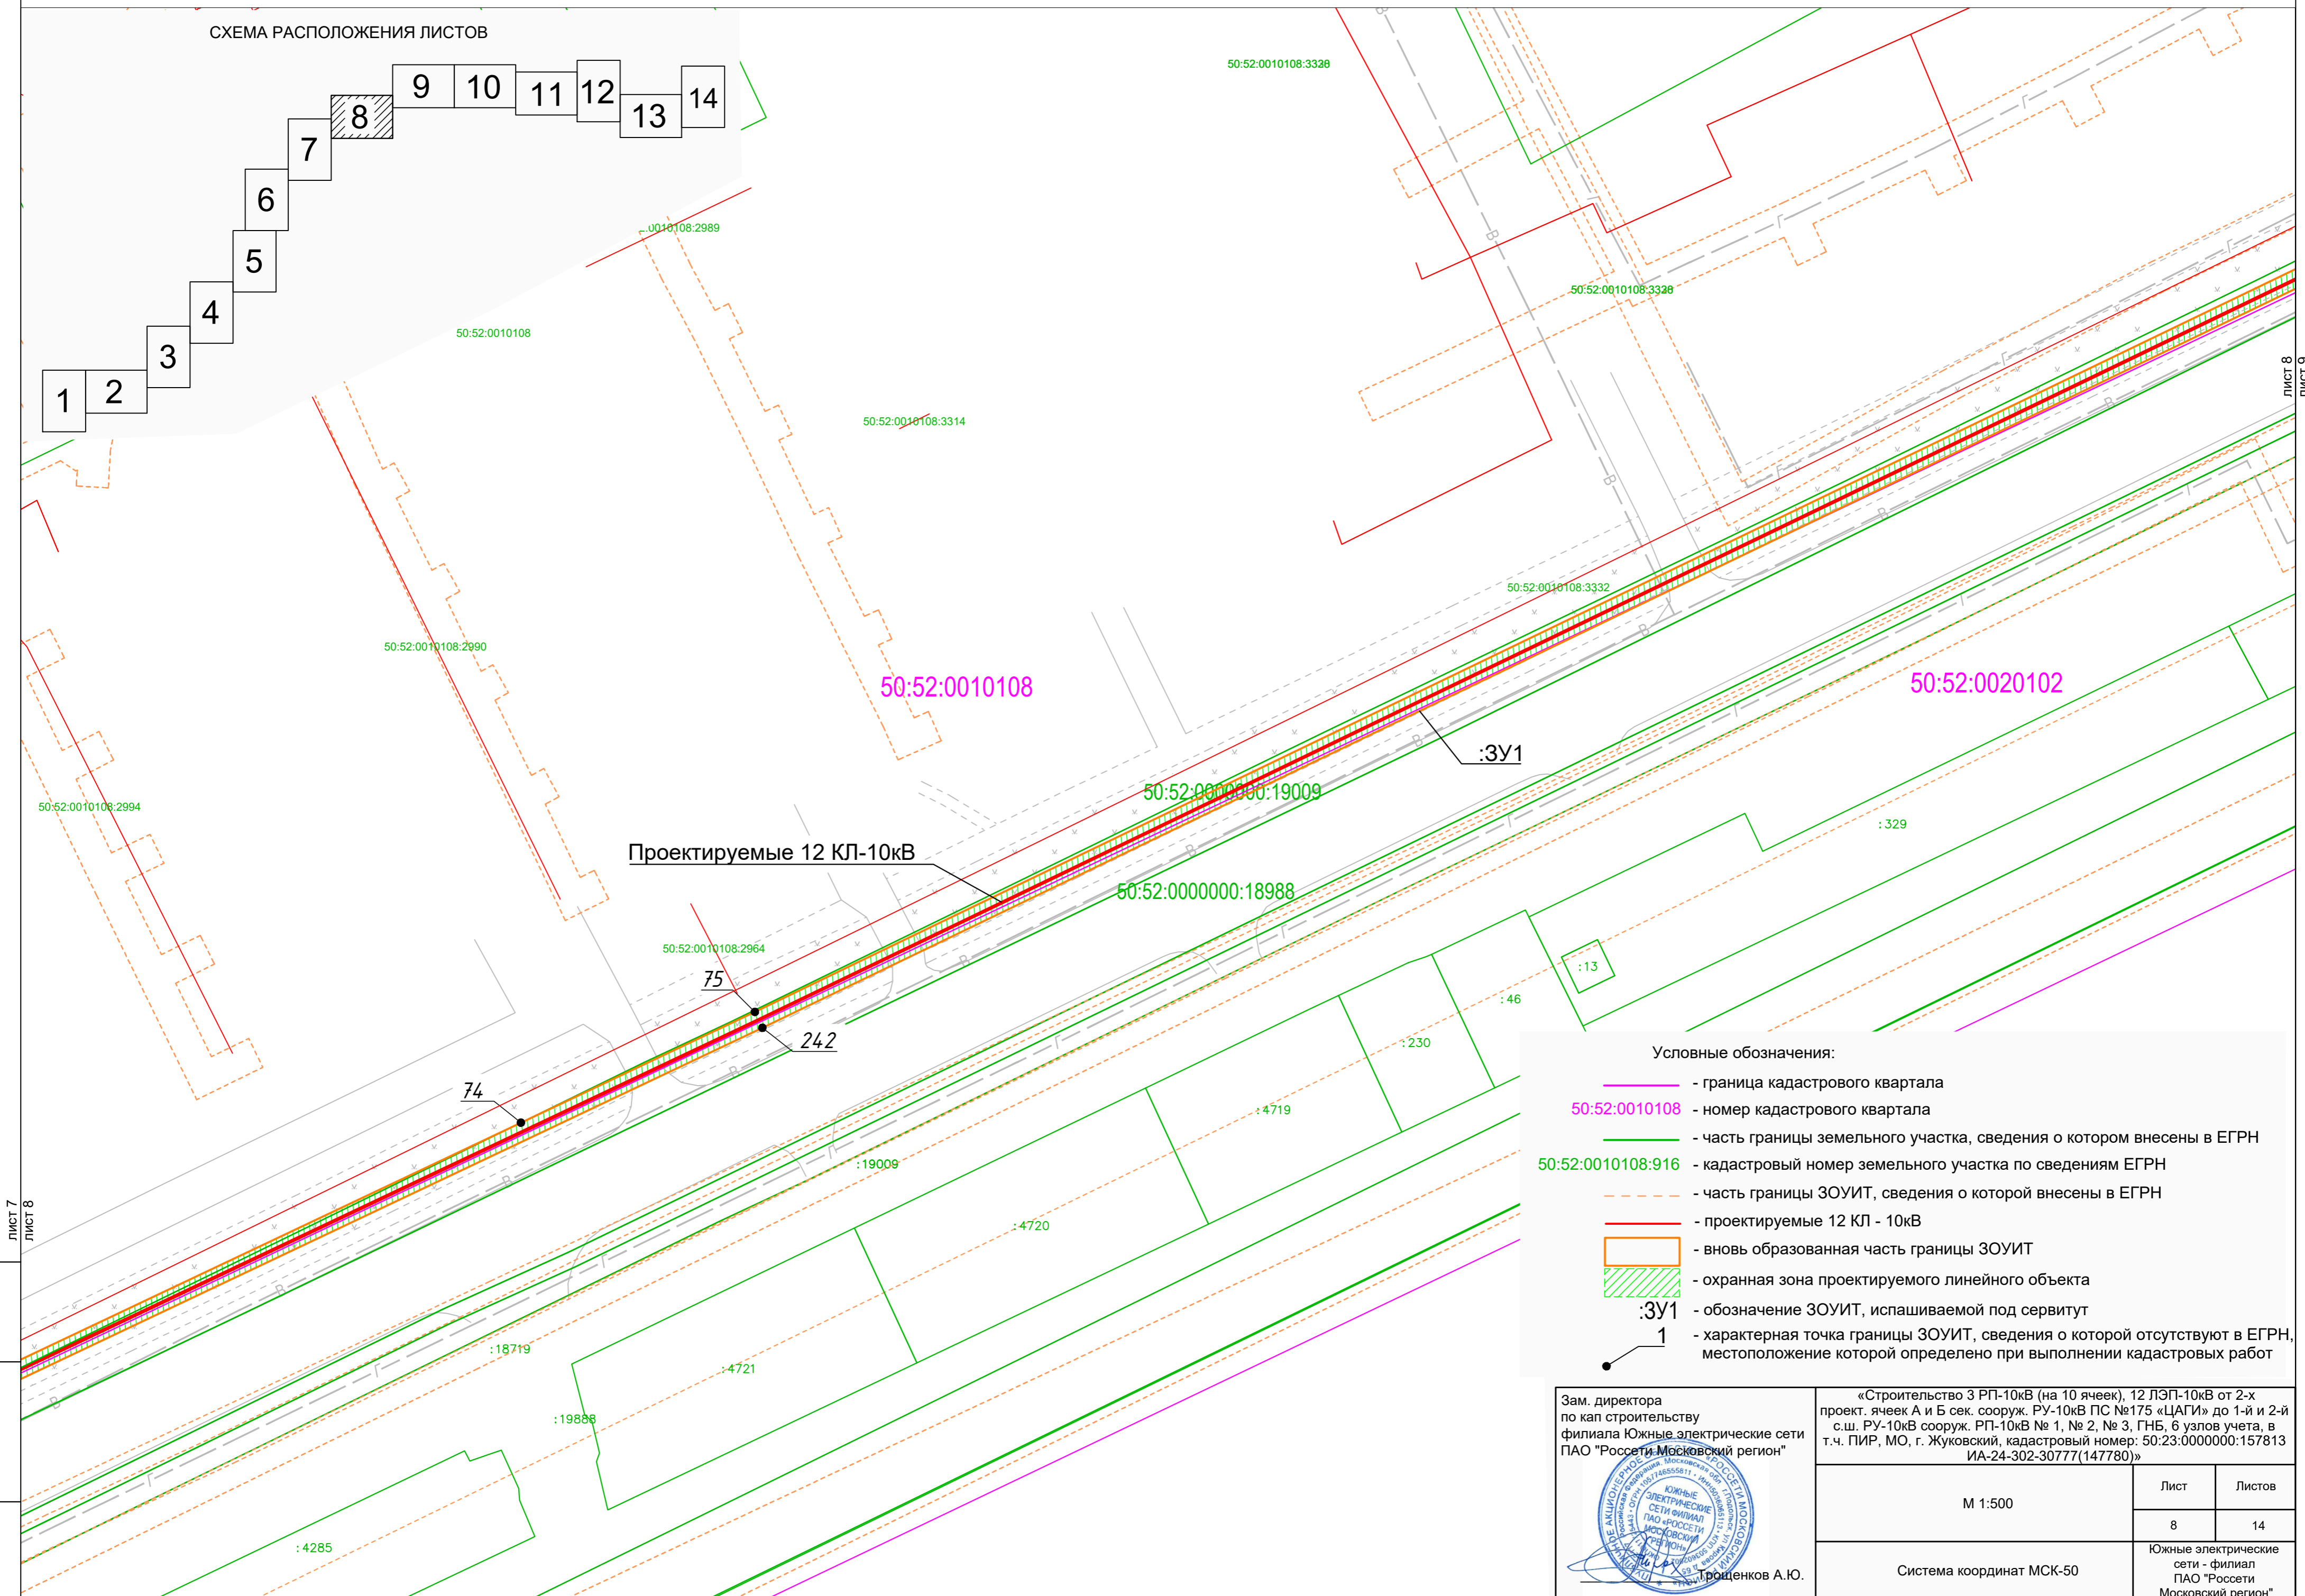 СХЕМА РАСПОЛОЖЕНИЯ ЛИСТОВ
1
2
3
4
5
6
7
8
9
10
11
12
13
14
50:52:0010108:2989
50:52:0010108
50:52:0010108:3314
50:52:0010108:2990
50:52:0010108:2994
50:52:0010108
50:52:0010108:3332
50:52:0020102
:ЗУ1
50:52:0000000:19009
Проектируемые 12 КЛ-10кВ
50:52:0000000:18988
50:52:0010108:2964
75
242
74
:329
:13
:46
:230
:4719
:19009
:4720
:18719
:4721
:19888
:4285
лист 7
лист 8
лист 8
лист 9
Условные обозначения:
- граница кадастрового квартала
50:52:0010108 - номер кадастрового квартала
- часть границы земельного участка, сведения о котором внесены в ЕГРН
50:52:0010108:916 - кадастровый номер земельного участка по сведениям ЕГРН
- часть границы ЗОУИТ, сведения о которой внесены в ЕГРН
- проектируемые 12 КЛ - 10кВ
- вновь образованная часть границы ЗОУИТ
- охранная зона проектируемого линейного объекта
:ЗУ1 - обозначение ЗОУИТ, испашиваемой под сервитут
1 - характерная точка границы ЗОУИТ, сведения о которой отсутствуют в ЕГРН,
местоположение которой определено при выполнении кадастровых работ
Зам. директора
по кап строительству
филиала Южные электрические сети
ПАО "Россети Московский регион"
ЮЖНЫЕ
ЭЛЕКТРИЧЕСКИЕ
СЕТИ ФИЛИАЛ
ПАО «РОССЕТИ
МОСКОВСКИЙ
РЕГИОН»
Трощенков А.Ю.
«Строительство 3 РП-10кВ (на 10 ячеек), 12 ЛЭП-10кВ от 2-х
проект. ячеек А и Б сек. сооруж. РУ-10кВ ПС №175 «ЦАГИ» до 1-й и 2-й
с.ш. РУ-10кВ сооруж. РП-10кВ № 1, № 2, № 3, ГНБ, 6 узлов учета, в
т.ч. ПИР, МО, г. Жуковский, кадастровый номер: 50:23:0000000:157813
ИА-24-302-30777(147780)»
М 1:500
Лист
Листов
8
14
Система координат МСК-50
Южные электрические
сети - филиал
ПАО "Россети
Московский регион"